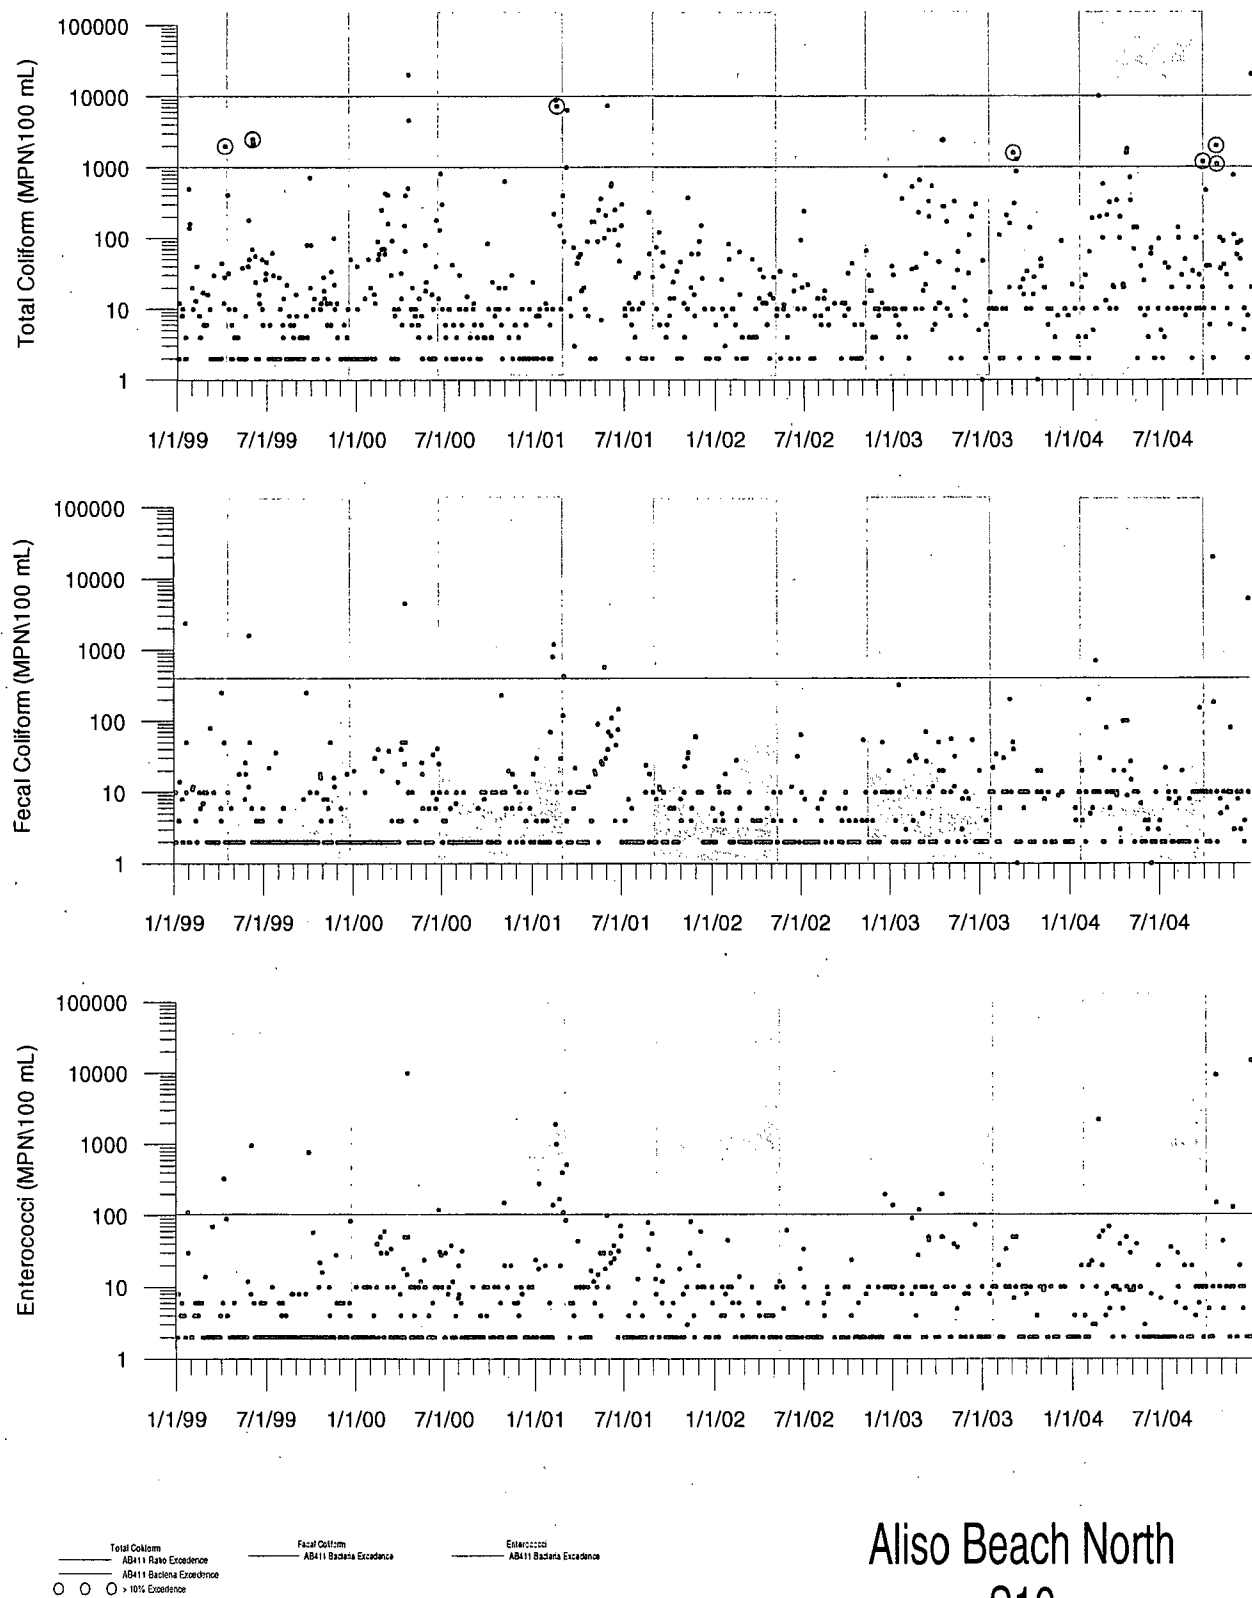 Total Coliform (MPN\100 mL)
100000
10000
1000
100
10
1
1/1/99 7/1/99 1/1/00 7/1/00 1/1/01 7/1/01 1/1/02 7/1/02 1/1/03 7/1/03 1/1/04 7/1/04
Fecal Coliform (MPN\100 mL)
100000
10000
1000
100
10
1
1/1/99 7/1/99 1/1/00 7/1/00 1/1/01 7/1/01 1/1/02 7/1/02 1/1/03 7/1/03 1/1/04 7/1/04
Enterococci (MPN\100 mL)
100000
10000
1000
100
10
1
1/1/99 7/1/99 1/1/00 7/1/00 1/1/01 7/1/01 1/1/02 7/1/02 1/1/03 7/1/03 1/1/04 7/1/04
Total Coliform
AB411 Ratio Excedence
AB411 Bacteria Excedence
> 10% Excedence
Fecal Coliform
AB411 Bacteria Excedence
Enterococci
AB411 Bacteria Excedence
Aliso Beach North